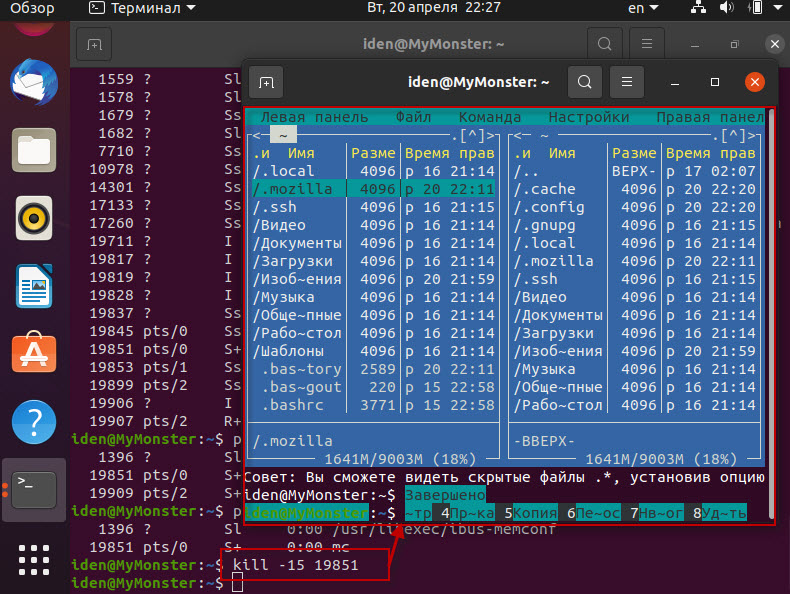 Обзор Терминал Вт, 20 апреля 22:27 en
iden@MyMonster: ~
iden@MyMonster: ~
1559 ? Sl
1578 ? Sl
1679 ? Ss
1682 ? Sl
7710 ? Ss
10978 ? Ss
14301 ? Ss
17133 ? Ss
17260 ? Ss
19711 ? I
19817 ? I
19819 ? I
19828 ? I
19837 ? Ss
19845 pts/0 Ss
19851 pts/0 S+
19853 pts/1 Ss
19899 pts/2 Ss
19906 ? I
19907 pts/2 R+
iden@MyMonster:~$ p
1396 ? Sl
19851 pts/0 S+
19909 pts/2 S+
iden@MyMonster:~$ p
1396 ? Sl 0:00 /usr/libexec/ibus-memconf
19851 pts/0 S+ 0:00 mc
iden@MyMonster:~$ kill -15 19851
iden@MyMonster:~$
Левая панель Файл Команда Настройки Правая панел
<─ ~ ─.[^]>
.и Имя Разме Время прав
/.local 4096 р 16 21:14
/.mozilla 4096 р 20 22:11
/.ssh 4096 р 16 21:15
/Видео 4096 р 16 21:14
/Документы 4096 р 16 21:14
/Загрузки 4096 р 16 21:14
/Изоб~ения 4096 р 20 21:59
/Музыка 4096 р 16 21:14
/Обще~пные 4096 р 16 21:14
/Рабо~стол 4096 р 16 21:14
/Шаблоны 4096 р 16 21:14
.bas~tory 2589 р 20 22:11
.bas~gout 220 р 15 22:58
.bashrc 3771 р 15 22:58
/.mozilla
1641M/9003M (18%)
<─ ~ ─.[^]>
.и Имя Разме Время прав
/.. ВЕРХ- р 17 02:07
/.cache 4096 р 20 22:20
/.config 4096 р 20 22:20
/.gnupg 4096 р 16 21:15
/.local 4096 р 16 21:14
/.mozilla 4096 р 20 22:11
/.ssh 4096 р 16 21:15
/Видео 4096 р 16 21:14
/Документы 4096 р 16 21:14
/Загрузки 4096 р 16 21:14
/Изоб~ения 4096 р 20 21:59
/Музыка 4096 р 16 21:14
/Обще~пные 4096 р 16 21:14
/Рабо~стол 4096 р 16 21:14
-ВВЕРХ-
1641M/9003M (18%)
Совет: Вы сможете видеть скрытые файлы .*, установив опцию
iden@MyMonster:~$ Завершено
iden@MyMonster:~$ ~тр 4Пр~ка 5Копия 6Пе~ос 7Нв~ог 8Уд~ть